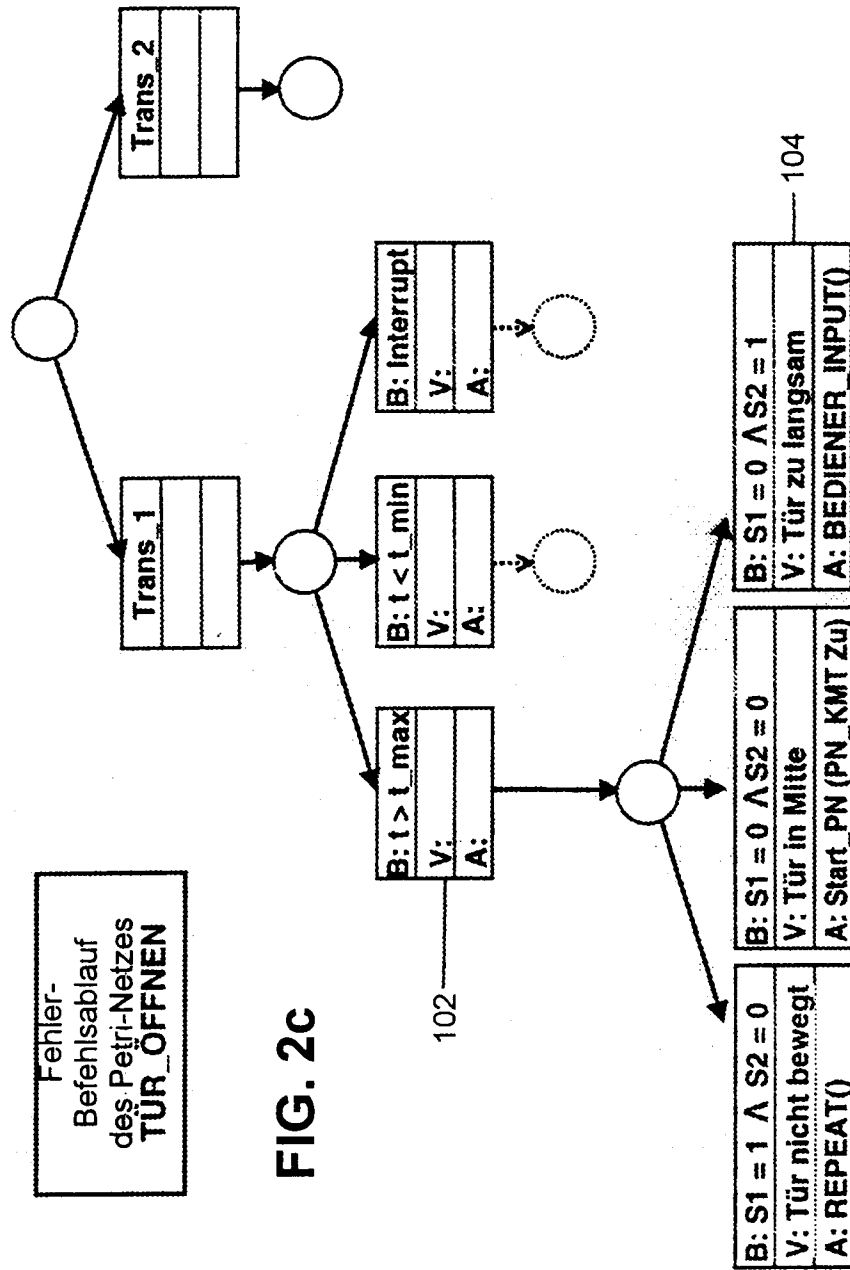 Fehler-
Befehlsablauf
des Petri-Netzes
TÜR_ÖFFNEN
FIG. 2c
Trans_1
Trans_2
B: t > t_max
V:
A:
B: t < t_min
V:
A:
B: Interrupt
V:
A:
102
B: S1 = 1 Λ S2 = 0
V: Tür nicht bewegt
A: REPEAT()
B: S1 = 0 Λ S2 = 0
V: Tür in Mitte
A: Start_PN (PN_KMT Zu)
B: S1 = 0 Λ S2 = 1
V: Tür zu langsam
A: BEDIENER_INPUT()
104